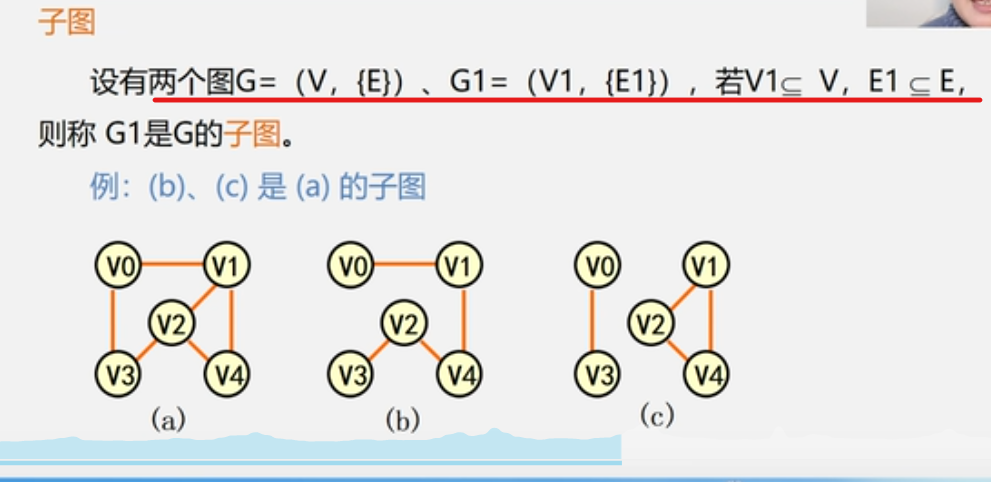 子图
设有两个图G=（V，{E}）、G1=（V1，{E1}），若V1⊆ V，E1 ⊆ E，
则称 G1是G的子图。
例：(b)、(c) 是 (a) 的子图
V0 V1 V0 V1 V0 V1
V2 V2 V2
V3 V4 V3 V4 V3 V4
(a) (b) (c)